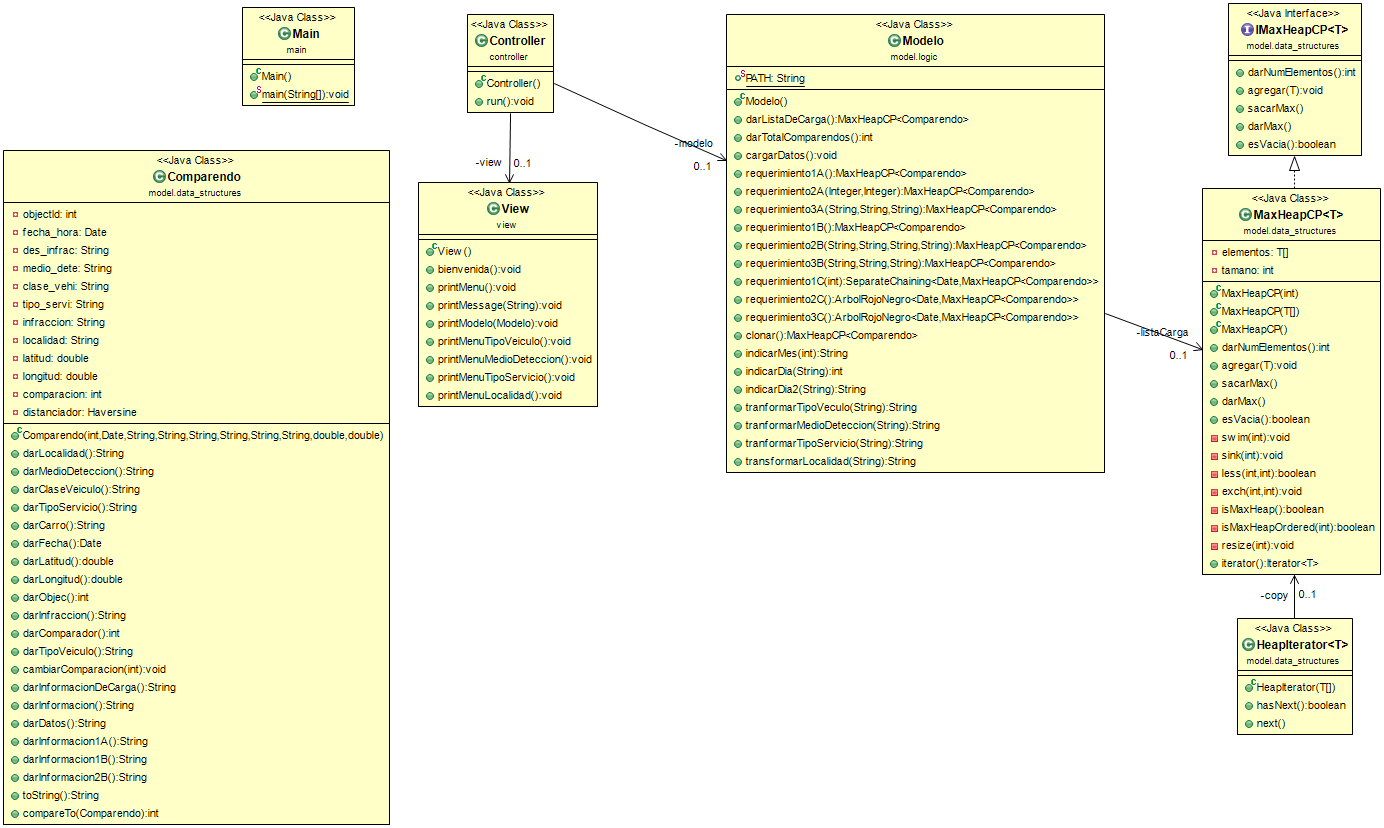 <<Java Class>>
Main
main
Main()
main(String[]):void
<<Java Class>>
Controller
controller
Controller()
run():void
-view
0..1
-modelo
0..1
<<Java Class>>
View
view
View()
bienvenida():void
printMenu():void
printMessage(String):void
printModelo(Modelo):void
printMenuTipoVeiculo():void
printMenuMedioDeteccion():void
printMenuTipoServicio():void
printMenuLocalidad():void
<<Java Class>>
Comparendo
model.data_structures
objectId: int
fecha_hora: Date
des_infrac: String
medio_dete: String
clase_vehi: String
tipo_servi: String
infraccion: String
localidad: String
latitud: double
longitud: double
comparacion: int
distanciador: Haversine
Comparendo(int,Date,String,String,String,String,String,String,double,double)
darLocalidad():String
darMedioDeteccion():String
darClaseVeiculo():String
darTipoServicio():String
darCarro():String
darFecha():Date
darLatitud():double
darLongitud():double
darObjec():int
darInfraccion():String
darComparador():int
darTipoVeiculo():String
cambiarComparacion(int):void
darInformacionDeCarga():String
darInformacion():String
darDatos():String
darInformacion1A():String
darInformacion1B():String
darInformacion2B():String
toString():String
compareTo(Comparendo):int
<<Java Class>>
Modelo
model.logic
PATH: String
Modelo()
darListaDeCarga():MaxHeapCP<Comparendo>
darTotalComparendos():int
cargarDatos():void
requerimiento1A():MaxHeapCP<Comparendo>
requerimiento2A(Integer,Integer):MaxHeapCP<Comparendo>
requerimiento3A(String,String,String):MaxHeapCP<Comparendo>
requerimiento1B():MaxHeapCP<Comparendo>
requerimiento2B(String,String,String,String):MaxHeapCP<Comparendo>
requerimiento3B(String,String,String):MaxHeapCP<Comparendo>
requerimiento1C(int):SeparateChaining<Date,MaxHeapCP<Comparendo>>
requerimiento2C():ArbolRojoNegro<Date,MaxHeapCP<Comparendo>>
requerimiento3C():ArbolRojoNegro<Date,MaxHeapCP<Comparendo>>
clonar():MaxHeapCP<Comparendo>
indicarMes(int):String
indicarDia(String):int
indicarDia2(String):String
tranformarTipoVeculo(String):String
tranformarMedioDeteccion(String):String
tranformarTipoServicio(String):String
transformarLocalidad(String):String
-listaCarga
0..1
<<Java Interface>>
IMaxHeapCP<T>
model.data_structures
darNumElementos():int
agregar(T):void
sacarMax()
darMax()
esVacia():boolean
<<Java Class>>
MaxHeapCP<T>
model.data_structures
elementos: T[]
tamano: int
MaxHeapCP(int)
MaxHeapCP(T[])
MaxHeapCP()
darNumElementos():int
agregar(T):void
sacarMax()
darMax()
esVacia():boolean
swim(int):void
sink(int):void
less(int,int):boolean
exch(int,int):void
isMaxHeap():boolean
isMaxHeapOrdered(int):boolean
resize(int):void
iterator():Iterator<T>
-copy
0..1
<<Java Class>>
HeapIterator<T>
model.data_structures
HeapIterator(T[])
hasNext():boolean
next()